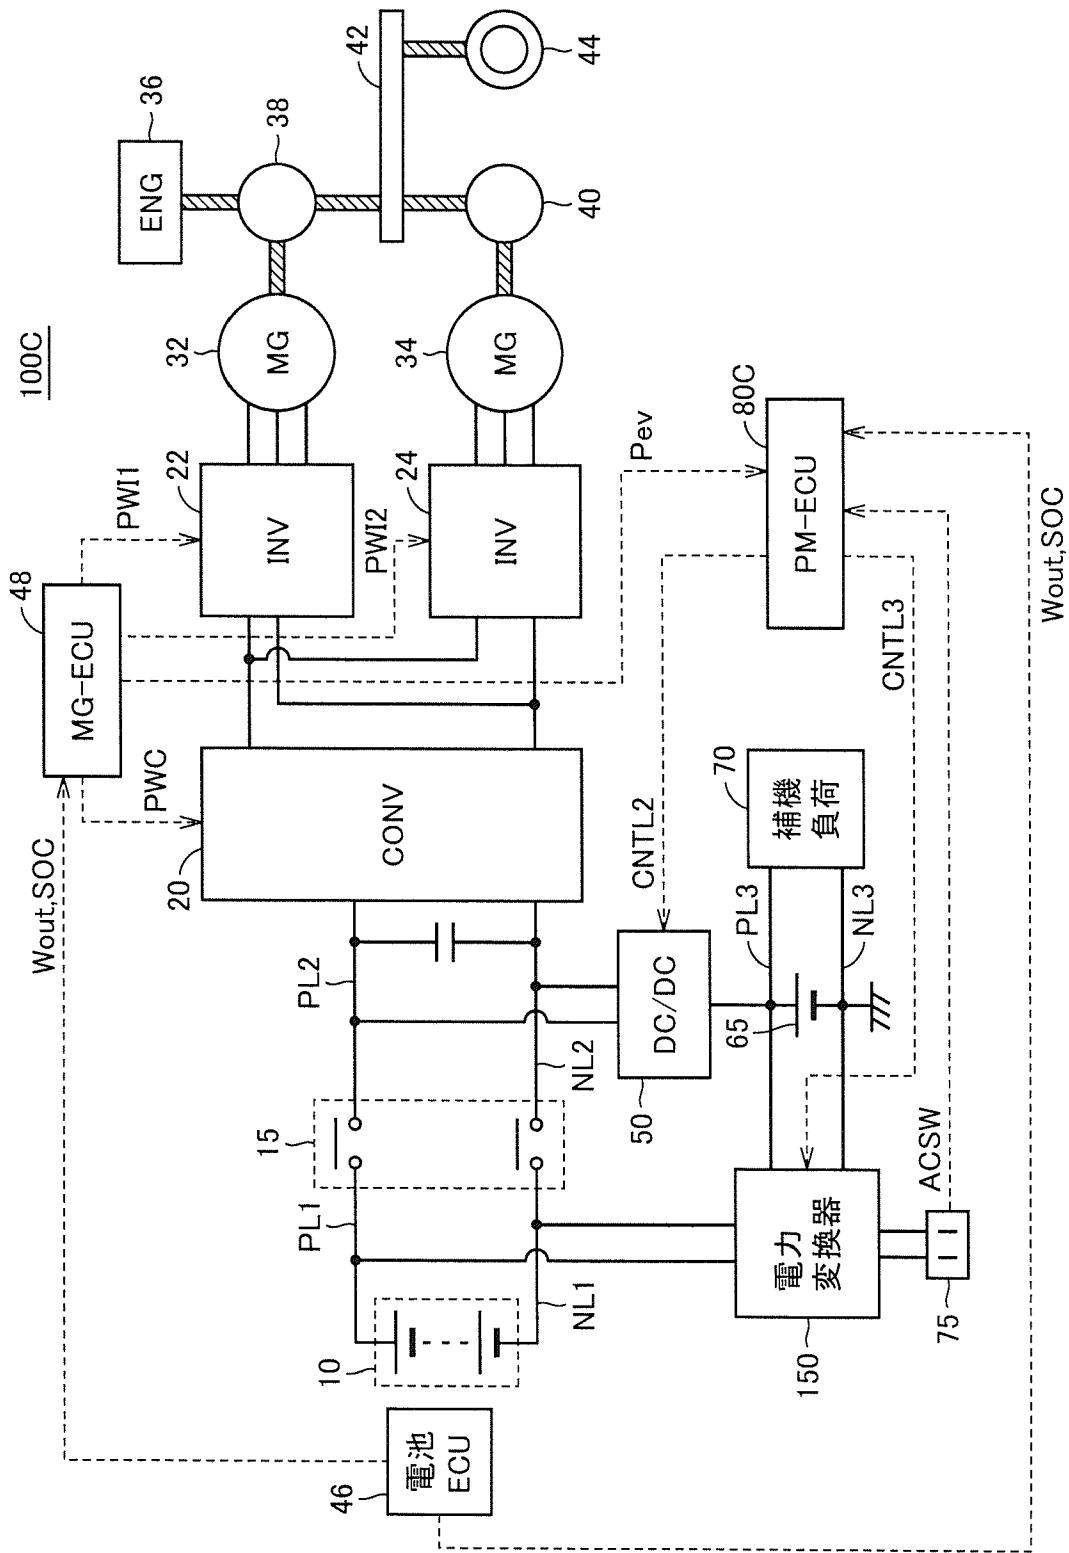 100C
Wout,SOC
48
MG-ECU
PWC
PWI1
PWI2
Pev
36
ENG
38
42
44
40
32
MG
34
MG
22
INV
24
INV
20
CONV
PL2
NL2
15
PL1
NL1
10
46
電池
ECU
50
DC/DC
CNTL2
80C
PM-ECU
CNTL3
Wout,SOC
70
補機
負荷
PL3
NL3
65
ACSW
電力
変換器
150
75